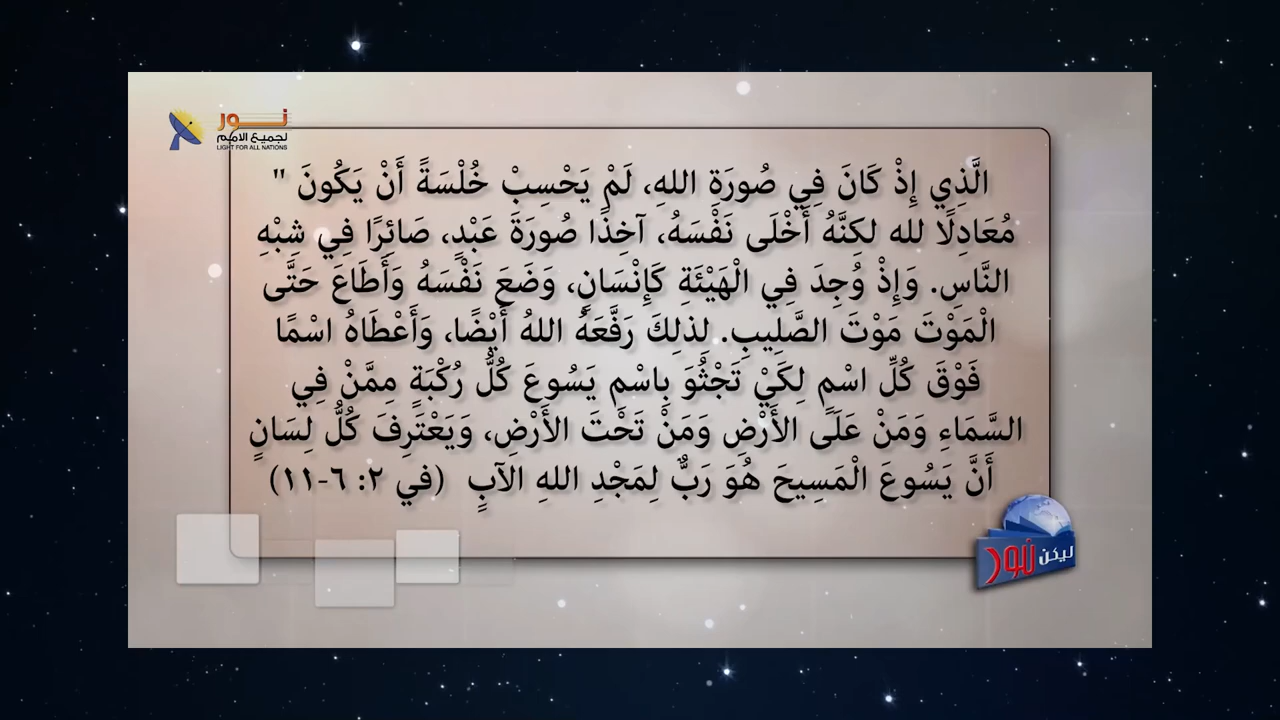 نور
لجميع الامم
LIGHT FOR ALL NATIONS
الَّذِي إِذْ كَانَ فِي صُورَةِ اللهِ، لَمْ يَحْسِبْ خُلْسَةً أَنْ يَكُونَ "
مُعَادِلًا لله لكِنَّهُ أَخْلَى نَفْسَهُ، آخِذًا صُورَةَ عَبْدٍ، صَائِرًا فِي شِبْهِ
النَّاسِ. وَإِذْ وُجِدَ فِي الْهَيْئَةِ كَإِنْسَانٍ، وَضَعَ نَفْسَهُ وَأَطَاعَ حَتَّى
الْمَوْتَ مَوْتَ الصَّلِيبِ. لِذلِكَ رَفَّعَهُ اللهُ أَيْضًا، وَأَعْطَاهُ اسْمًا
فَوْقَ كُلِّ اسْمٍ لِكَيْ تَجْثُوَ بِاسْمِ يَسُوعَ كُلُّ رُكْبَةٍ مِمَّنْ فِي
السَّمَاءِ وَمَنْ عَلَى الأَرْضِ وَمَنْ تَحْتَ الأَرْضِ، وَيَعْتَرِفَ كُلُّ لِسَانٍ
أَنَّ يَسُوعَ الْمَسِيحَ هُوَ رَبٌّ لِمَجْدِ اللهِ الآبٍ (في ٢: ٦-١١)
ليكن نور